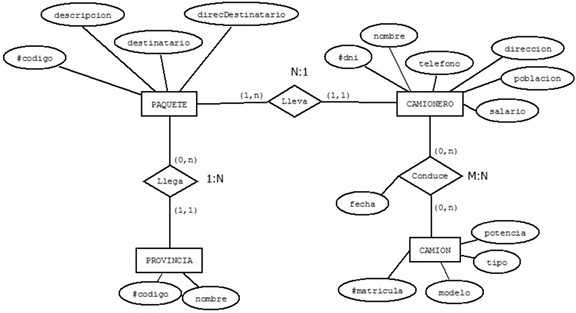 descripcion
direcDestinatario
destinatario
#codigo
nombre
#dni
telefono
direccion
poblacion
salario
N:1
PAQUETE
(1,n)
Lleva
(1,1)
CAMIONERO
(0,n)
Llega
1:N
(1,1)
(0,n)
Conduce
M:N
fecha
(0,n)
PROVINCIA
#codigo
nombre
CAMION
potencia
tipo
#matricula
modelo